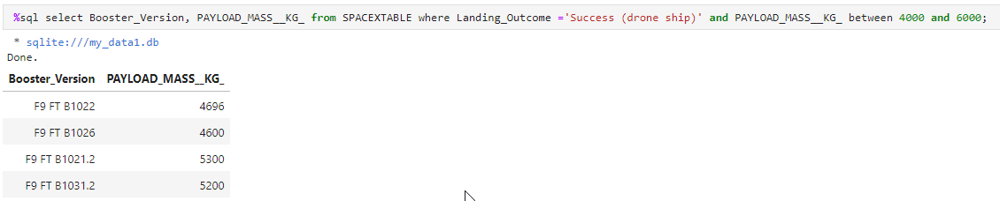 %sql select Booster_Version, PAYLOAD_MASS__KG_ from SPACEXTABLE where Landing_Outcome ='Success (drone ship)' and PAYLOAD_MASS__KG_ between 4000 and 6000;
* sqlite:///my_data1.db
Done.
Booster_Version PAYLOAD_MASS__KG_
F9 FT B1022 4696
F9 FT B1026 4600
F9 FT B1021.2 5300
F9 FT B1031.2 5200